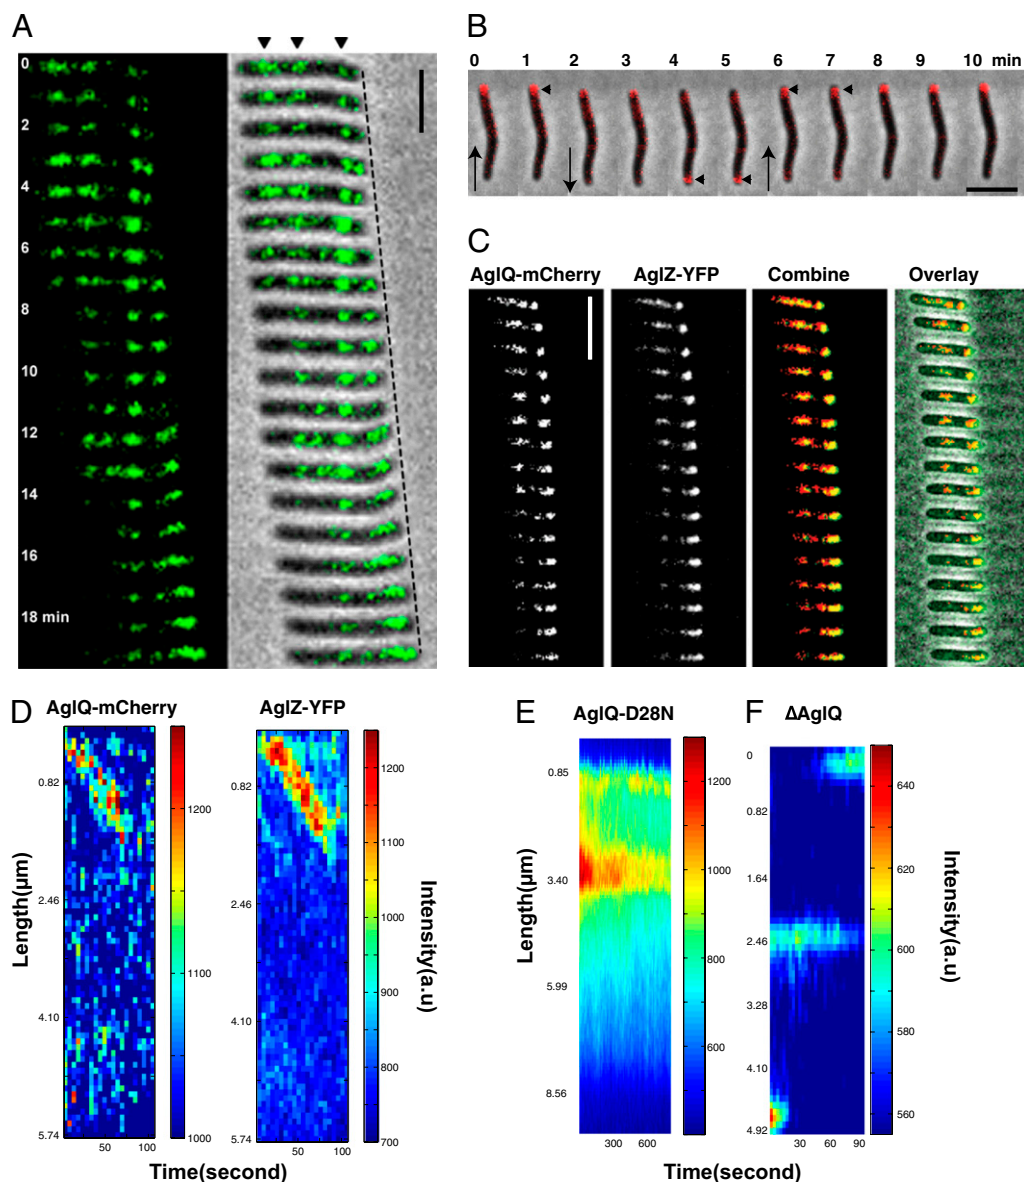 A
0
2
4
6
8
10
12
14
16
18 min
B
0 1 2 3 4 5 6 7 8 9 10 min
C
AglQ-mCherry AglZ-YFP Combine Overlay
D
AglQ-mCherry
Length(µm)
0.82
2.46
4.10
5.74
50 100
1200
1100
1000
AglZ-YFP
0.82
2.46
4.10
5.74
50 100
1200
1100
1000
900
800
700
Intensity(a.u)
Time(second)
E
AglQ-D28N
Length(µm)
0.85
3.40
5.99
8.56
300 600
1200
1000
800
600
F
ΔAglQ
0
0.82
1.64
2.46
3.28
4.10
4.92
30 60 90
640
620
600
580
560
Intensity(a.u)
Time(second)